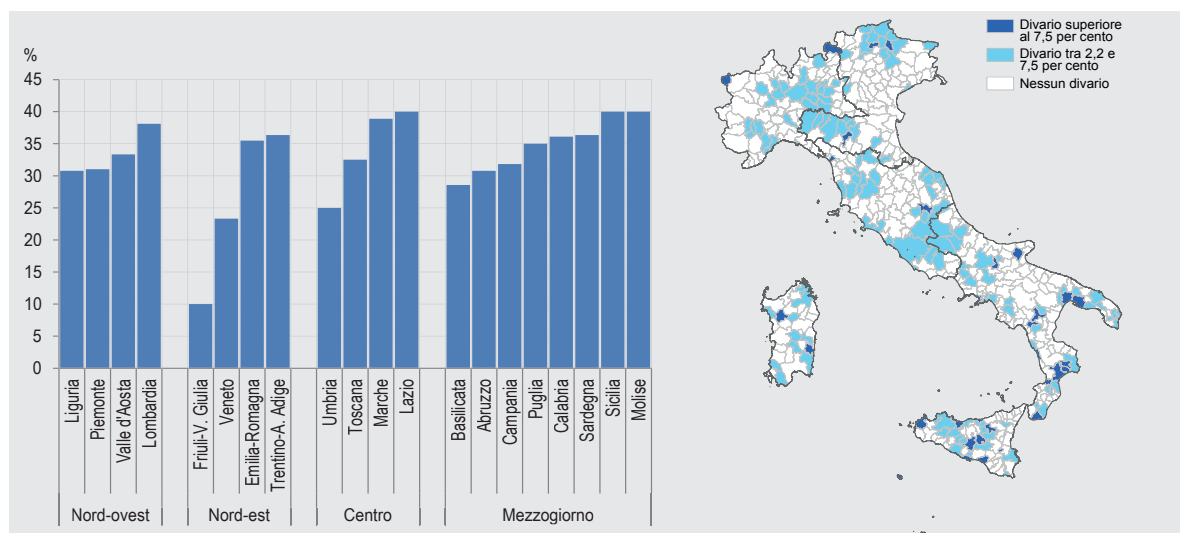 %
45
40
35
30
25
20
15
10
5
0
Liguria
Piemonte
Valle d'Aosta
Lombardia
Friuli-V. Giulia
Veneto
Emilia-Romagna
Trentino-A. Adige
Umbria
Toscana
Marche
Lazio
Basilicata
Abruzzo
Campania
Puglia
Calabria
Sardegna
Sicilia
Molise
Nord-ovest
Nord-est
Centro
Mezzogiorno
Divario superiore
al 7,5 per cento
Divario tra 2,2 e
7,5 per cento
Nessun divario